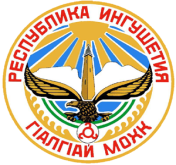 РЕСПУБЛИКА ИНГУШЕТИЯ
ГIАЛГIАЙ МОХК